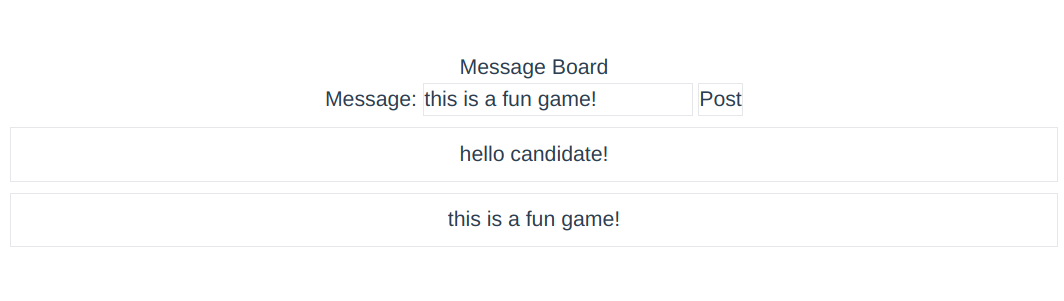 Message Board
Message: this is a fun game! Post
hello candidate!
this is a fun game!